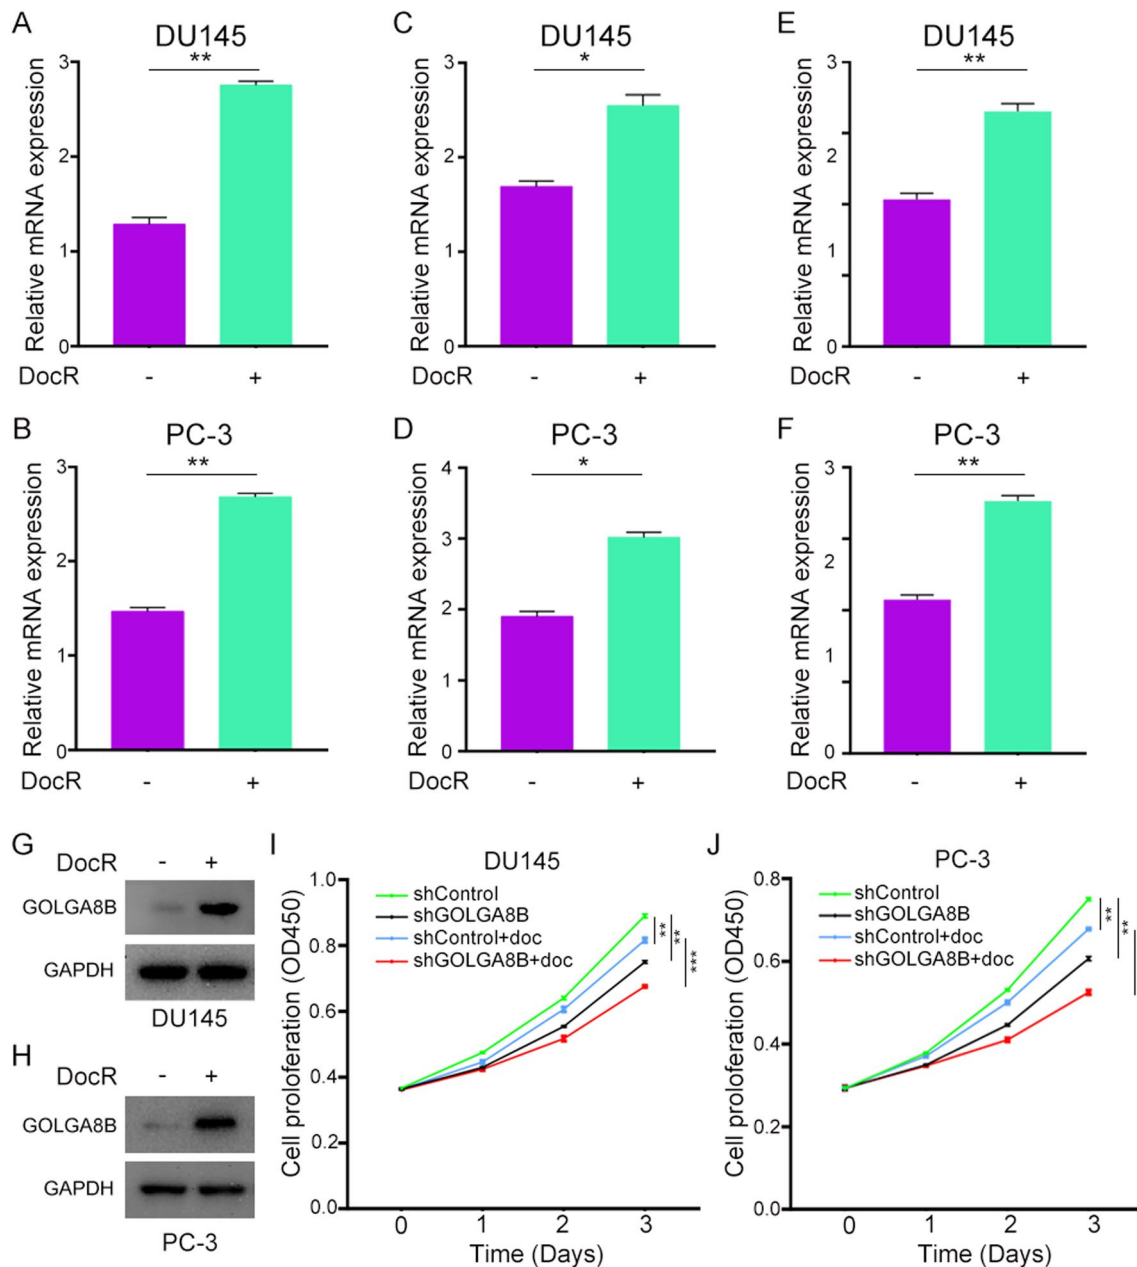 A
DU145
**
Relative mRNA expression
3
2
1
0
DocR - +
C
DU145
*
Relative mRNA expression
3
2
1
0
DocR - +
E
DU145
**
Relative mRNA expression
3
2
1
0
DocR - +
B
PC-3
**
Relative mRNA expression
3
2
1
0
DocR - +
D
PC-3
*
Relative mRNA expression
4
3
2
1
0
DocR - +
F
PC-3
**
Relative mRNA expression
3
2
1
0
DocR - +
G
DocR - +
GOLGA8B
GAPDH
DU145
H
DocR - +
GOLGA8B
GAPDH
PC-3
I
DU145
Cell proloferation (OD450)
1.0
0.8
0.6
0.4
0.2
0.0
shControl
shGOLGA8B
shControl+doc
shGOLGA8B+doc
**
**
***
0 1 2 3
Time (Days)
J
PC-3
Cell proloferation (OD450)
0.8
0.6
0.4
0.2
0.0
shControl
shGOLGA8B
shControl+doc
shGOLGA8B+doc
**
**
0 1 2 3
Time (Days)